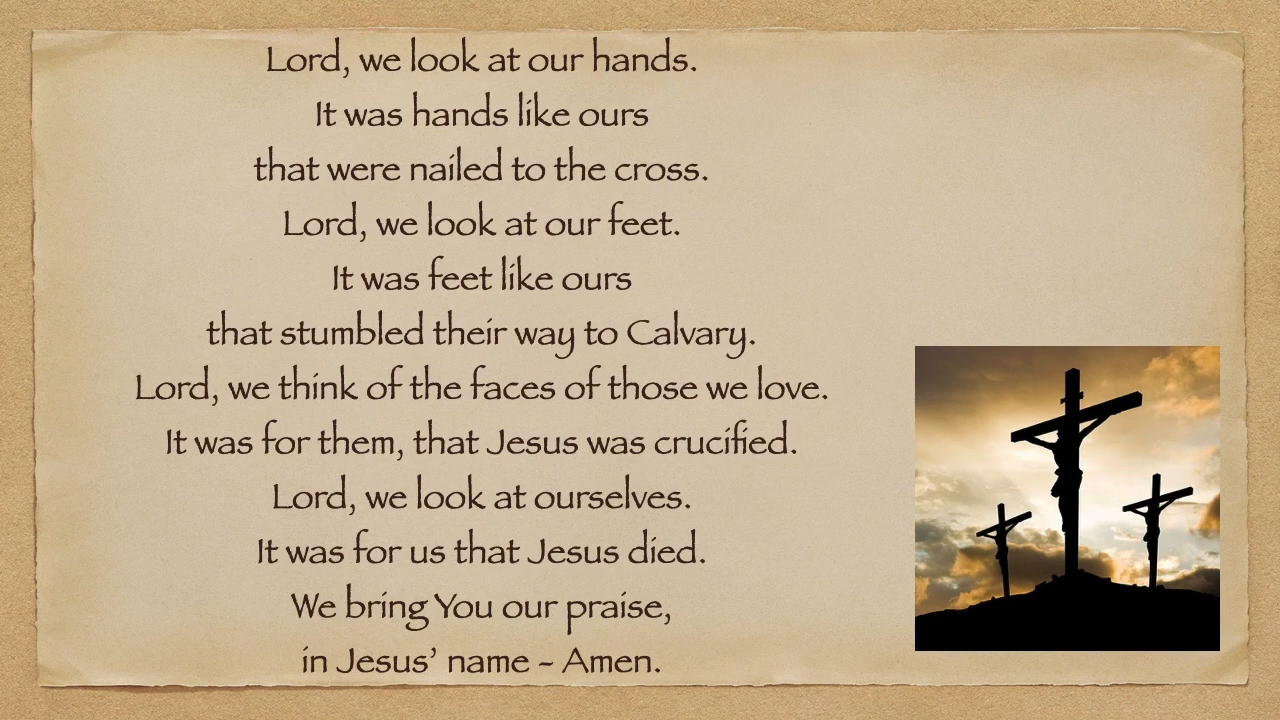 Lord, we look at our hands.
It was hands like ours
that were nailed to the cross.
Lord, we look at our feet.
It was feet like ours
that stumbled their way to Calvary.
Lord, we think of the faces of those we love.
It was for them, that Jesus was crucified.
Lord, we look at ourselves.
It was for us that Jesus died.
We bring You our praise,
in Jesus’ name - Amen.